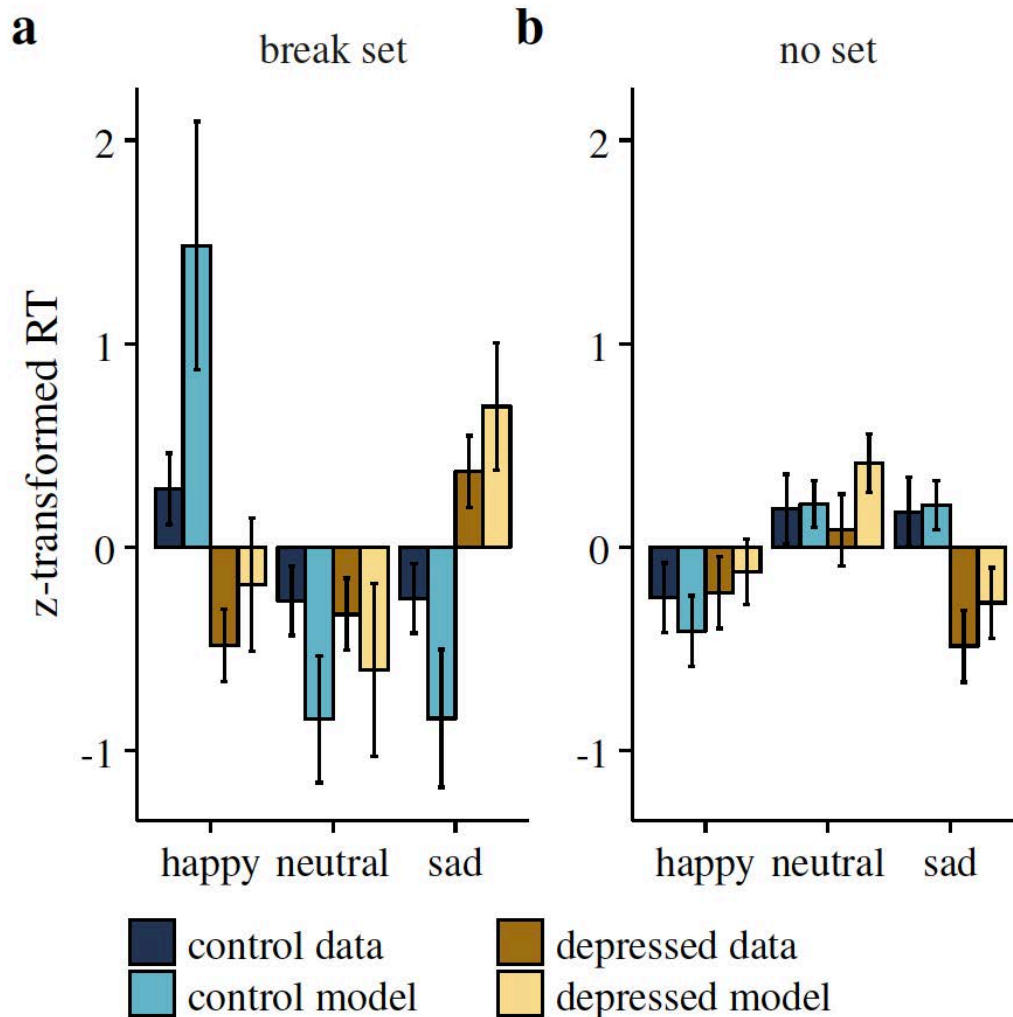 a
break set
b
no set
z-transformed RT
2
1
0
-1
happy neutral sad
2
1
0
-1
happy neutral sad
control data
control model
depressed data
depressed model